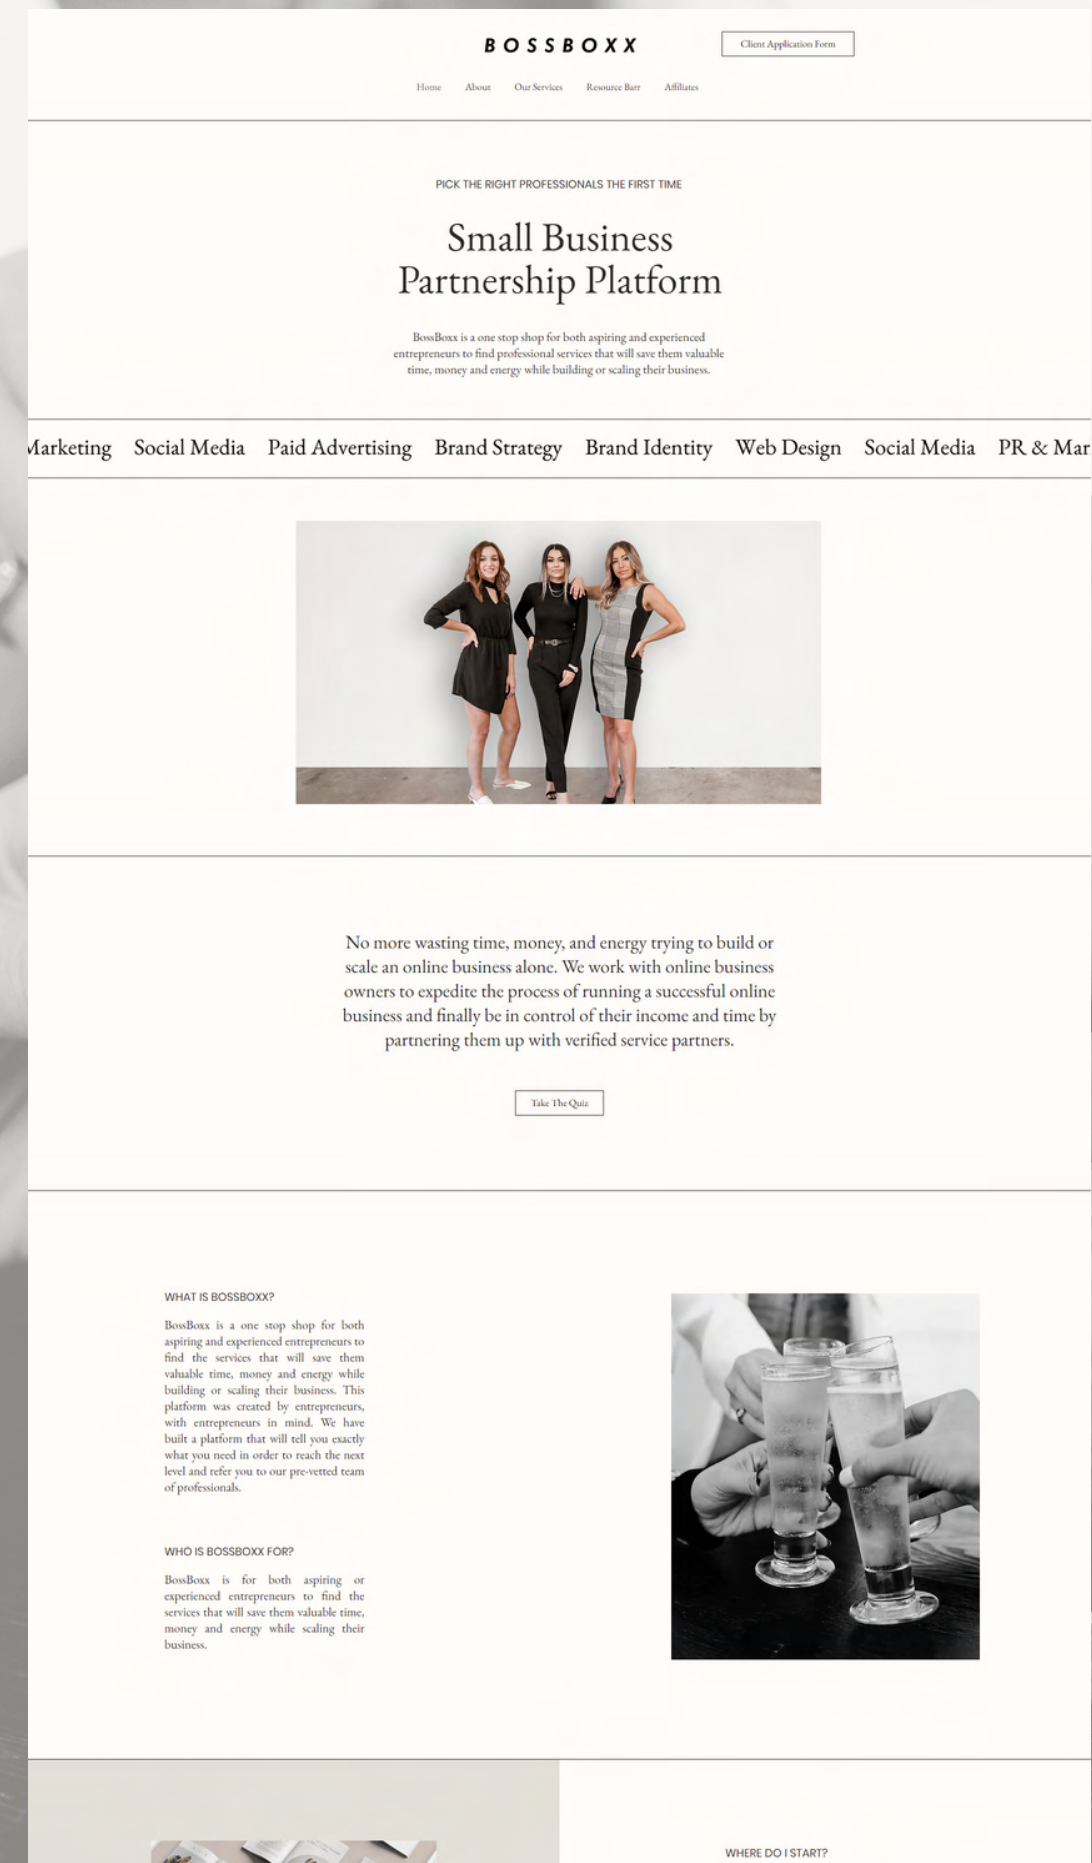 BOSSBOXX
Client Application Form
Home About Our Services Resource Barr Affiliates
PICK THE RIGHT PROFESSIONALS THE FIRST TIME
Small Business
Partnership Platform
BossBoxx is a one stop shop for both aspiring and experienced
entrepreneurs to find professional services that will save them valuable
time, money and energy while building or scaling their business.
Marketing Social Media Paid Advertising Brand Strategy Brand Identity Web Design Social Media PR & Mar
No more wasting time, money, and energy trying to build or
scale an online business alone. We work with online business
owners to expedite the process of running a successful online
business and finally be in control of their income and time by
partnering them up with verified service partners.
Take The Quiz
WHAT IS BOSSBOXX?
BossBoxx is a one stop shop for both
aspiring and experienced entrepreneurs to
find the services that will save them
valuable time, money and energy while
building or scaling their business. This
platform was created by entrepreneurs,
with entrepreneurs in mind. We have
built a platform that will tell you exactly
what you need in order to reach the next
level and refer you to our pre-vetted team
of professionals.
WHO IS BOSSBOXX FOR?
BossBoxx is for both aspiring or
experienced entrepreneurs to find the
services that will save them valuable time,
money and energy while scaling their
business.
WHERE DO I START?